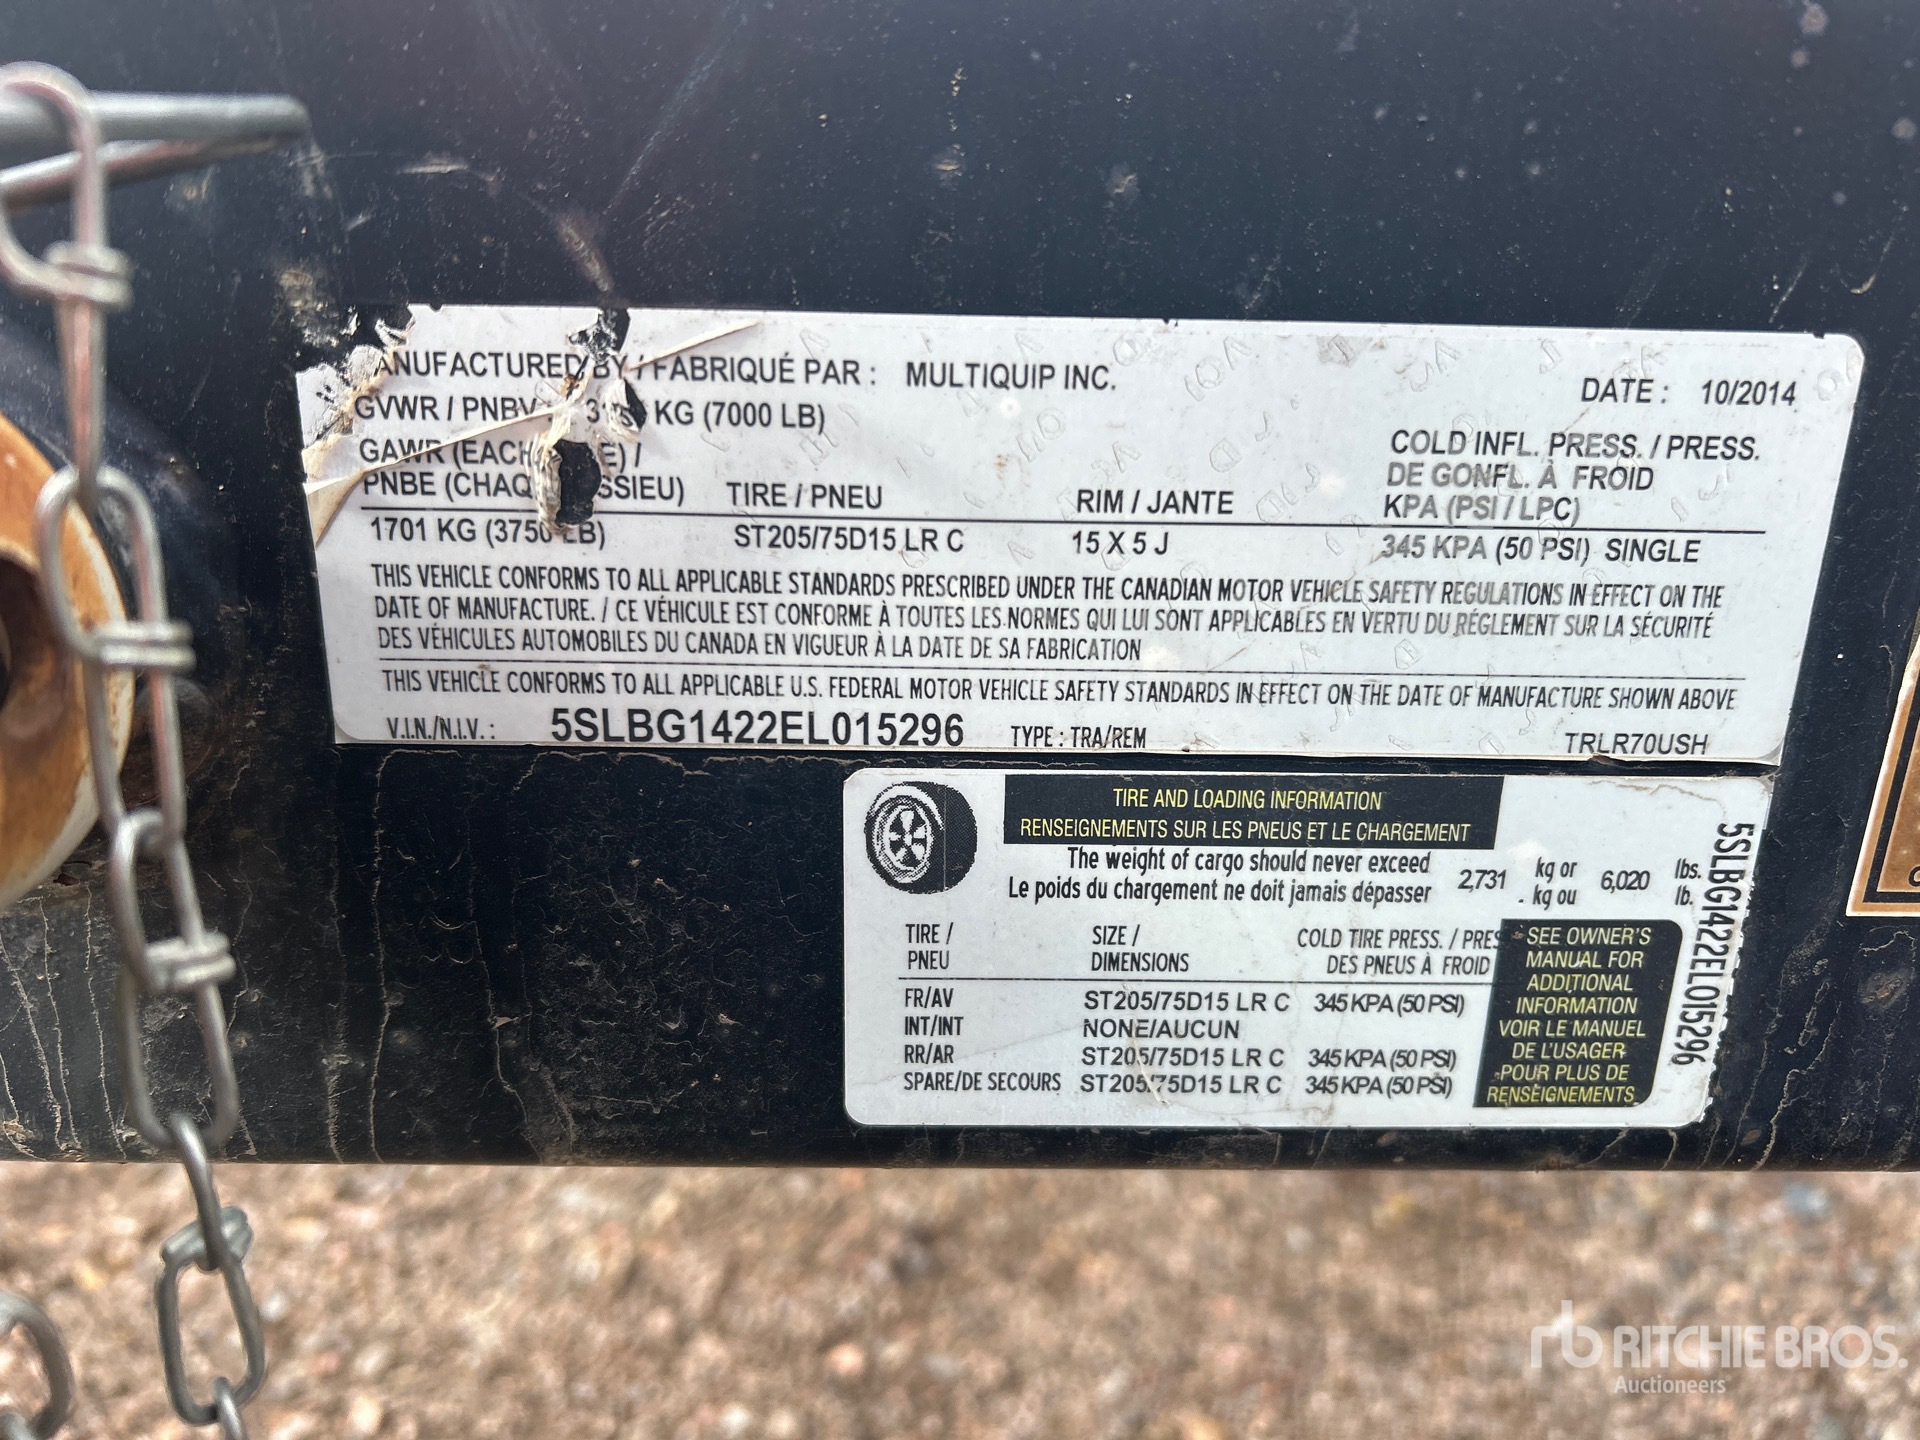 ANUFACTURED BY / FABRIQUÉ PAR : MULTIQUIP INC.
DATE : 10/2014
GVWR / PNBV KG (7000 LB)
GAWR (EACH E) /
PNBE (CHAQ SSIEU) TIRE / PNEU RIM / JANTE
COLD INFL. PRESS. / PRESS.
DE GONFL. À FROID
KPA (PSI / LPC)
1701 KG (3750 LB) ST205/75D15 LR C 15 X 5 J 345 KPA (50 PSI) SINGLE
THIS VEHICLE CONFORMS TO ALL APPLICABLE STANDARDS PRESCRIBED UNDER THE CANADIAN MOTOR VEHICLE SAFETY REGULATIONS IN EFFECT ON THE
DATE OF MANUFACTURE. / CE VÉHICULE EST CONFORME À TOUTES LES NORMES QUI LUI SONT APPLICABLES EN VERTU DU RÉGLEMENT SUR LA SÉCURITÉ
DES VÉHICULES AUTOMOBILES DU CANADA EN VIGUEUR À LA DATE DE SA FABRICATION
THIS VEHICLE CONFORMS TO ALL APPLICABLE U.S. FEDERAL MOTOR VEHICLE SAFETY STANDARDS IN EFFECT ON THE DATE OF MANUFACTURE SHOWN ABOVE
V.I.N./N.I.V. : 5SLBG1422EL015296 TYPE : TRA/REM TRLR70USH
TIRE AND LOADING INFORMATION
RENSEIGNEMENTS SUR LES PNEUS ET LE CHARGEMENT
The weight of cargo should never exceed
Le poids du chargement ne doit jamais dépasser
2,731 kg or 6,020 lbs.
kg ou lb.
TIRE / SIZE / COLD TIRE PRESS. / PRES
PNEU DIMENSIONS DES PNEUS À FROID
FR/AV ST205/75D15 LR C 345 KPA (50 PSI)
INT/INT NONE/AUCUN
RR/AR ST205/75D15 LR C 345 KPA (50 PSI)
SPARE/DE SECOURS ST205/75D15 LR C 345 KPA (50 PSI)
SEE OWNER'S
MANUAL FOR
ADDITIONAL
INFORMATION
VOIR LE MANUEL
DE L'USAGER
POUR PLUS DE
RENSEIGNEMENTS
5SLBG1422EL015296
rb RITCHIE BROS.
Auctioneers